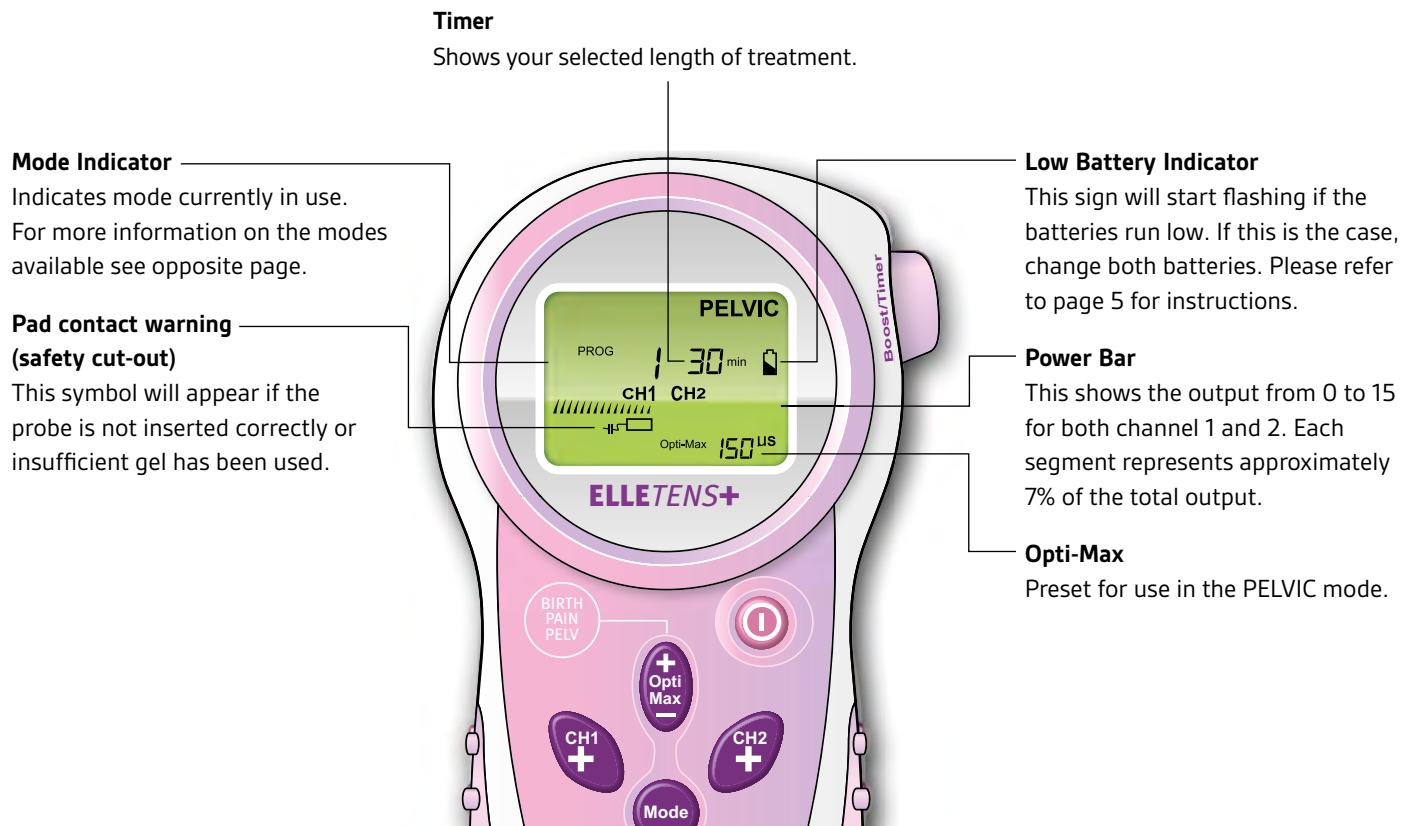 Timer
Shows your selected length of treatment.
Mode Indicator
Indicates mode currently in use.
For more information on the modes
available see opposite page.
Pad contact warning
(safety cut-out)
This symbol will appear if the
probe is not inserted correctly or
insufficient gel has been used.
Low Battery Indicator
This sign will start flashing if the
batteries run low. If this is the case,
change both batteries. Please refer
to page 5 for instructions.
Power Bar
This shows the output from 0 to 15
for both channel 1 and 2. Each
segment represents approximately
7% of the total output.
Opti-Max
Preset for use in the PELVIC mode.
PELVIC
PROG 1 30 min
CH1 CH2
Opti-Max 150 µs
ELLETENS+
Boost/Timer
BIRTH
PAIN
PELV
+
Opti
Max
−
CH1
+
CH2
+
Mode